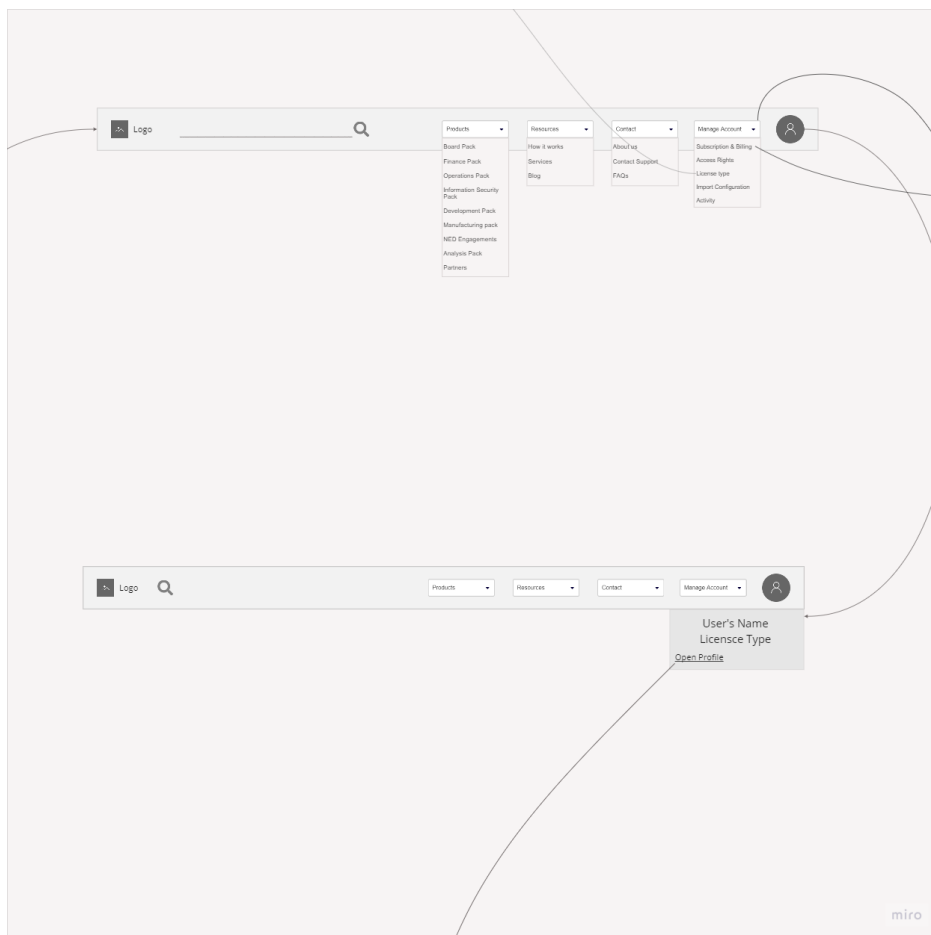 Logo
Products
Resources
Contact
Manage Account
Board Pack
Finance Pack
Operations Pack
Information Security
Pack
Development Pack
Manufacturing pack
NED Engagements
Analysis Pack
Partners
How it works
Services
Blog
About us
Contact Support
FAQs
Subscription & Billing
Access Rights
License type
Import Configuration
Activity
Logo
Products
Resources
Contact
Manage Account
User's Name
Licensce Type
Open Profile
miro